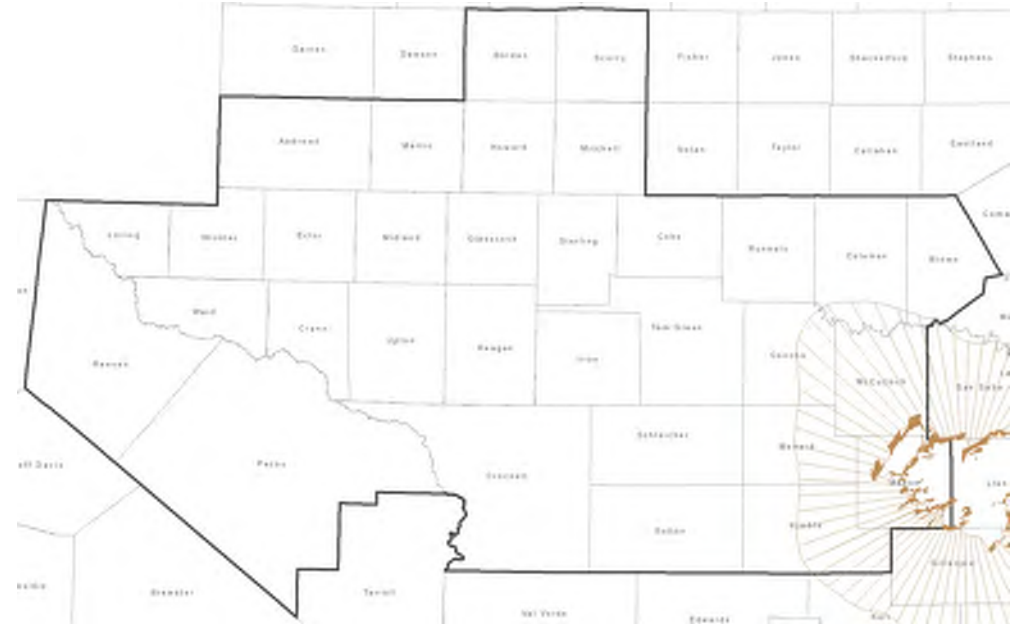 Gaines Dawson Borden Scurry Fisher Jones Shackelford Stephens
Andrews Martin Howard Mitchell Nolan Taylor Callahan Eastland
Loving Winkler Ector Midland Glasscock Sterling Coke Runnels Coleman Brown
Ward Crane Upton Reagan Irion Tom Green Concho McCulloch San Saba
Reeves
Pecos Crockett Schleicher Menard Mason
Sutton Kimble Gillespie
Brewster Terrell Val Verde Edwards Kerr